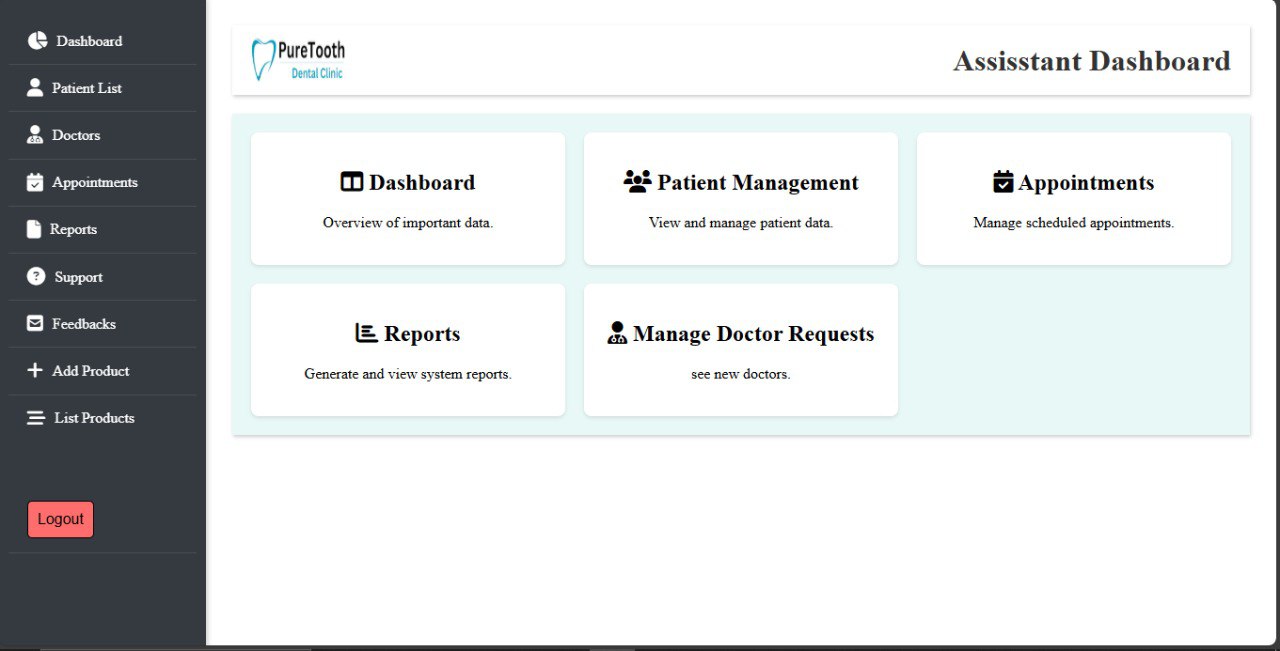 Dashboard
Patient List
Doctors
Appointments
Reports
Support
Feedbacks
Add Product
List Products
Logout
PureTooth
Dental Clinic
Assisstant Dashboard
Dashboard
Overview of important data.
Patient Management
View and manage patient data.
Appointments
Manage scheduled appointments.
Reports
Generate and view system reports.
Manage Doctor Requests
see new doctors.